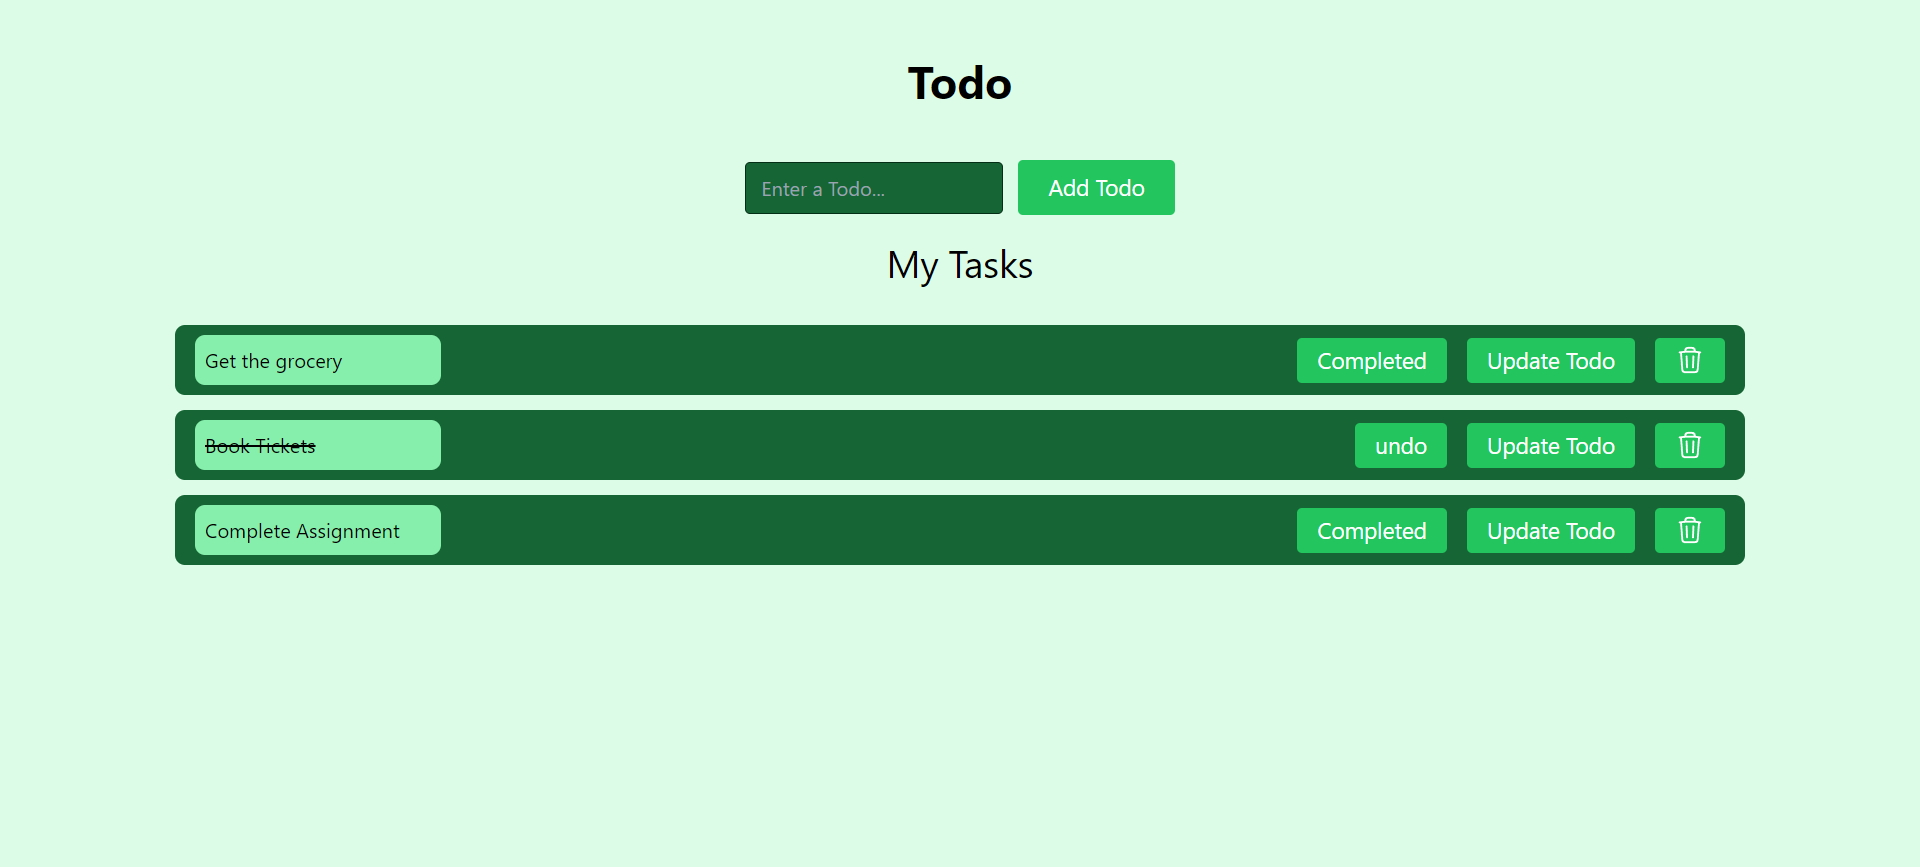 Todo
Enter a Todo... Add Todo
My Tasks
Get the grocery Completed Update Todo
Book Tickets undo Update Todo
Complete Assignment Completed Update Todo